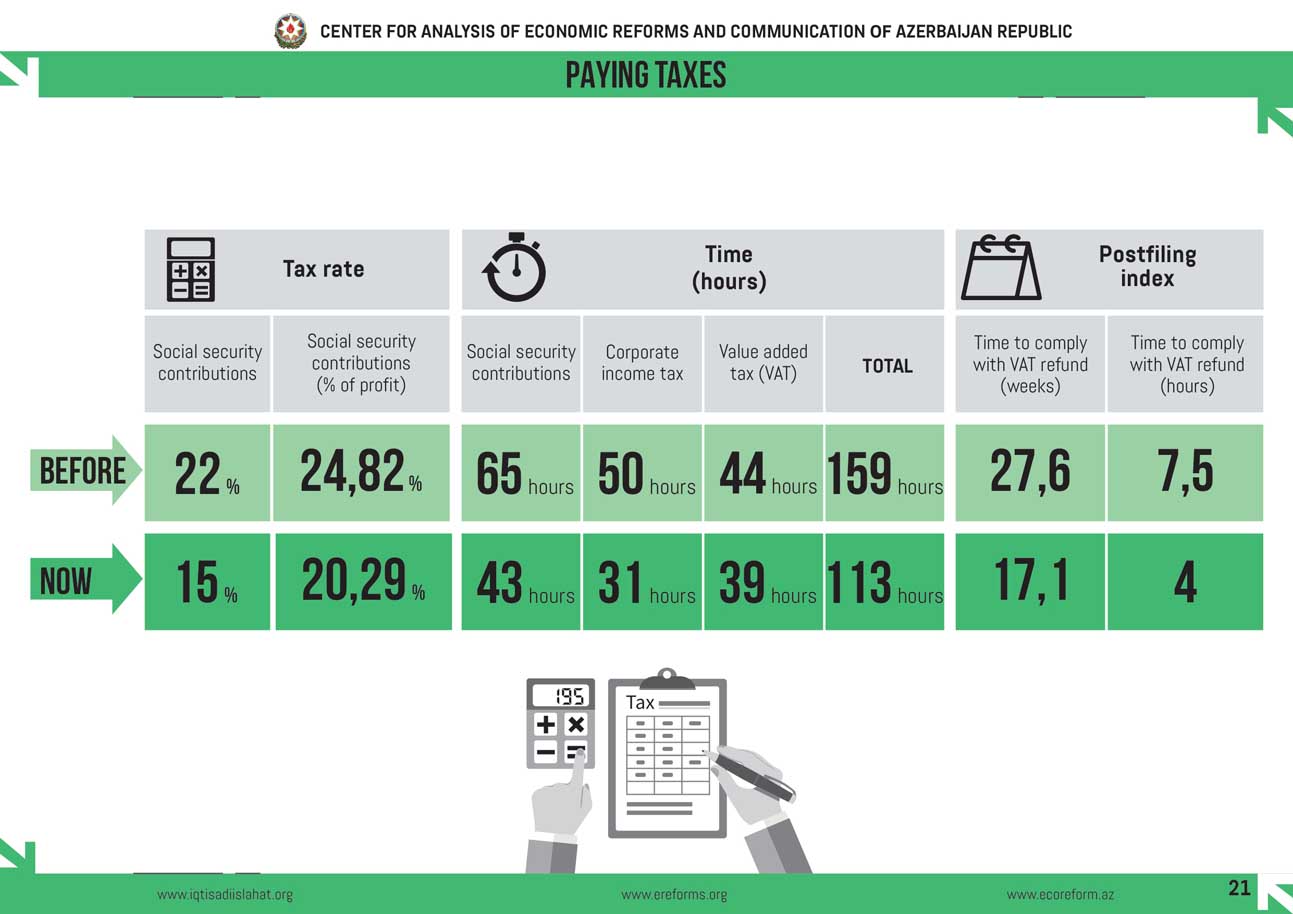 CENTER FOR ANALYSIS OF ECONOMIC REFORMS AND COMMUNICATION OF AZERBAIJAN REPUBLIC
PAYING TAXES
Tax rate
Time
(hours)
Postfiling
index
Social security
contributions
Social security
contributions
(% of profit)
Social security
contributions
Corporate
income tax
Value added
tax (VAT)
TOTAL
Time to comply
with VAT refund
(weeks)
Time to comply
with VAT refund
(hours)
BEFORE
22 %
24,82 %
65 hours
50 hours
44 hours
159 hours
27,6
7,5
NOW
15 %
20,29 %
43 hours
31 hours
39 hours
113 hours
17,1
4
195
Tax
www.iqtisadiislahat.org
www.ereforms.org
www.ecoreform.az
21